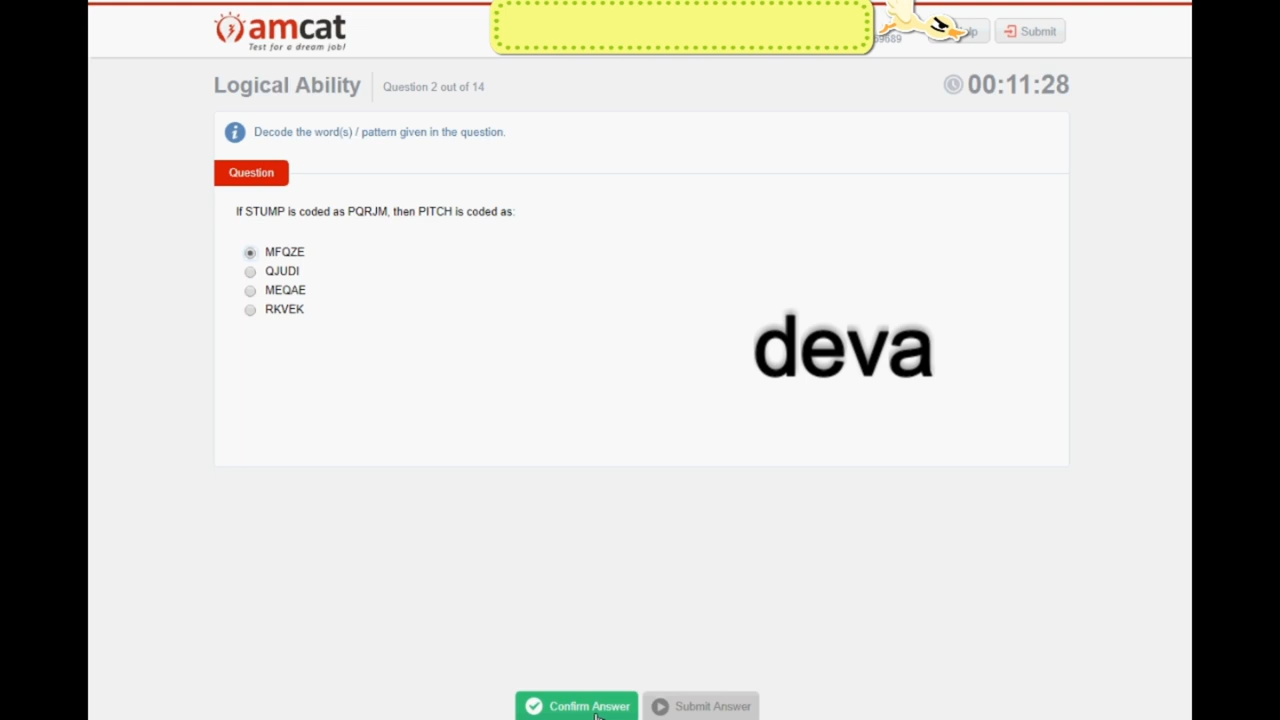 amcat
Test for a dream job!
Submit
Logical Ability
Question 2 out of 14
00:11:28
Decode the word(s) / pattern given in the question.
Question
If STUMP is coded as PQRJM, then PITCH is coded as:
MFQZE
QJUDI
MEQAE
RKVEK
deva
Confirm Answer
Submit Answer